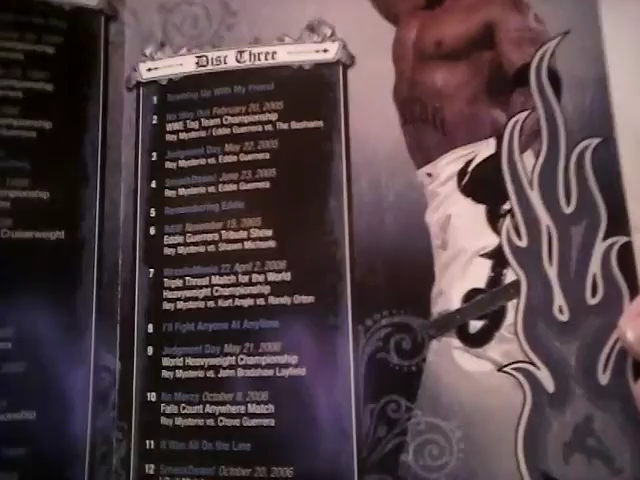 Disc Three
1 Teaming Up With My Friend
2 No Way Out February 20, 2005
WWE Tag Team Championship
Rey Mysterio / Eddie Guerrero vs. The Bashams
3 Judgment Day May 22, 2005
Rey Mysterio vs. Eddie Guerrero
4 SmackDown! June 23, 2005
Rey Mysterio vs. Eddie Guerrero
5 Remembering Eddie
6 RAW November 15, 2005
Eddie Guerrero Tribute Show
Rey Mysterio vs. Shawn Michaels
7 WrestleMania 22 April 2, 2006
Triple Threat Match for the World
Heavyweight Championship
Rey Mysterio vs. Kurt Angle vs. Randy Orton
8 I'll Fight Anyone At Anytime
9 Judgment Day May 21, 2006
World Heavyweight Championship
Rey Mysterio vs. John Bradshaw Layfield
10 No Mercy October 8, 2006
Falls Count Anywhere Match
Rey Mysterio vs. Chavo Guerrero
11 It Was All On the Line
12 SmackDown! October 20, 2006
Cruiserweight